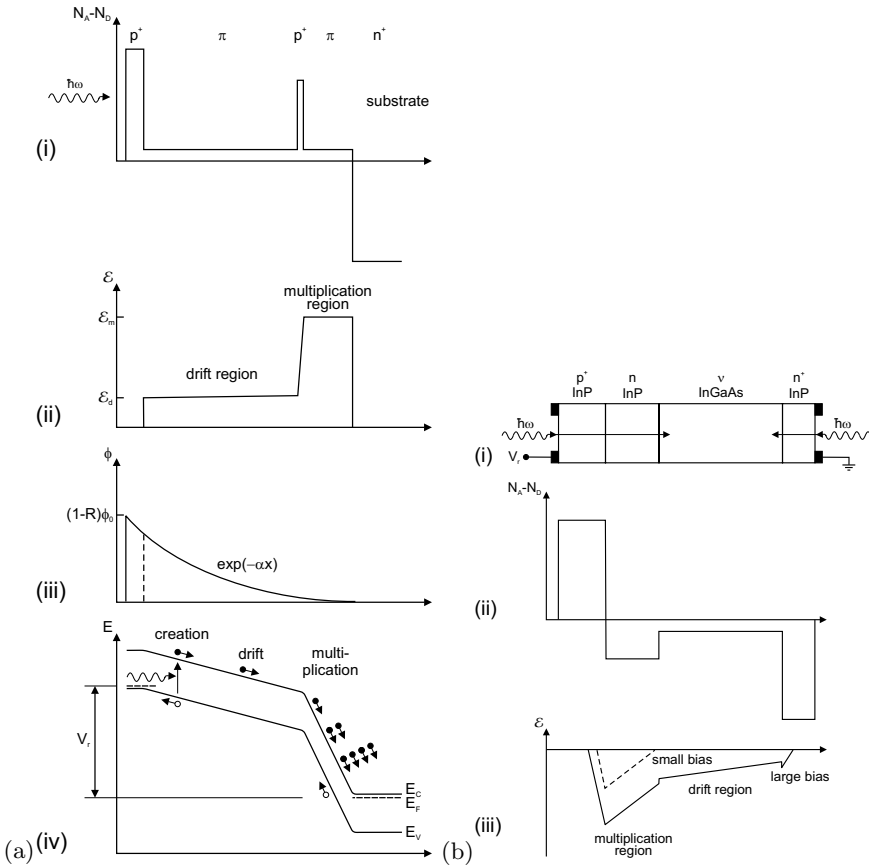 N_A-N_D
p⁺ π p⁺ π n⁺
ħω
substrate
(i)
ℰ
multiplication
region
ℰ_m
drift region
ℰ_d
(ii)
ϕ
(1-R)ϕ₀
exp(−αx)
(iii)
E
creation
drift
multi-
plication
V_r
E_C
E_F
E_V
(a)
(iv)
p⁺ n ν n⁺
InP InP InGaAs InP
ħω ħω
(i)
V_r
N_A-N_D
(ii)
ℰ
small bias
drift region
large bias
(iii)
multiplication
region
(b)